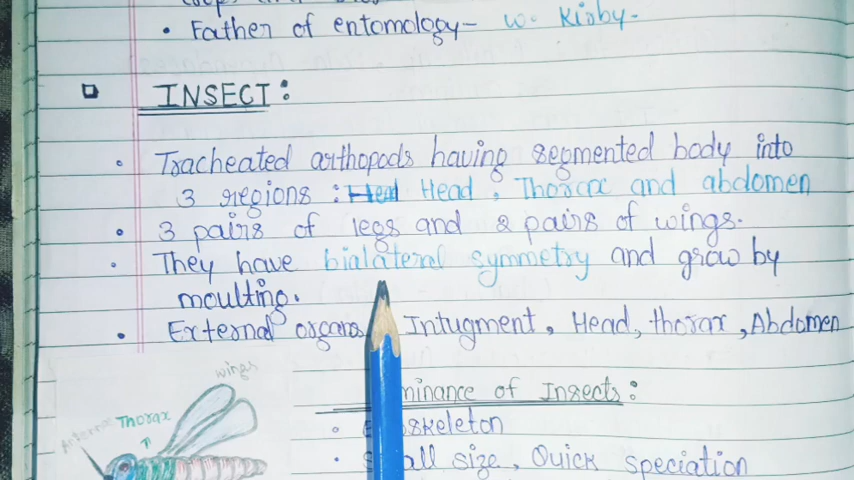 • Father of entomology- W. Kirby-
INSECT:
• Tracheated arthopods having segmented body into
3 regions: Head, Thorax and abdomen
• 3 pairs of legs and 2 pairs of wings.
• They have bialateral symmetry and grow by
moulting.
• External organs Intugment, Head, thorax, Abdomen
wings
Thorax
Antennae
minance of Insects:
• skeleton
• all size, Quick speciation